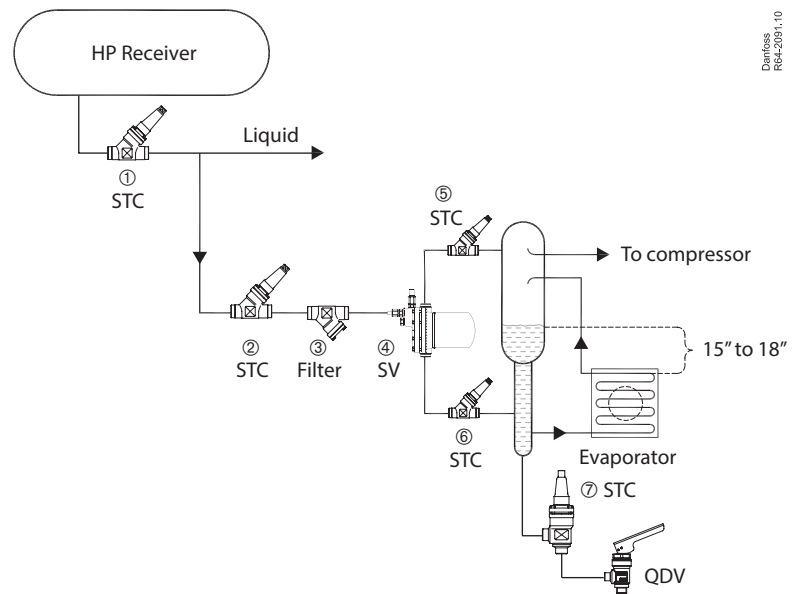 HP Receiver
Danfoss
R64-2091.10
Liquid
①
STC
⑤
STC
To compressor
②
STC
③
Filter
④
SV
15” to 18”
⑥
STC
Evaporator
⑦ STC
QDV